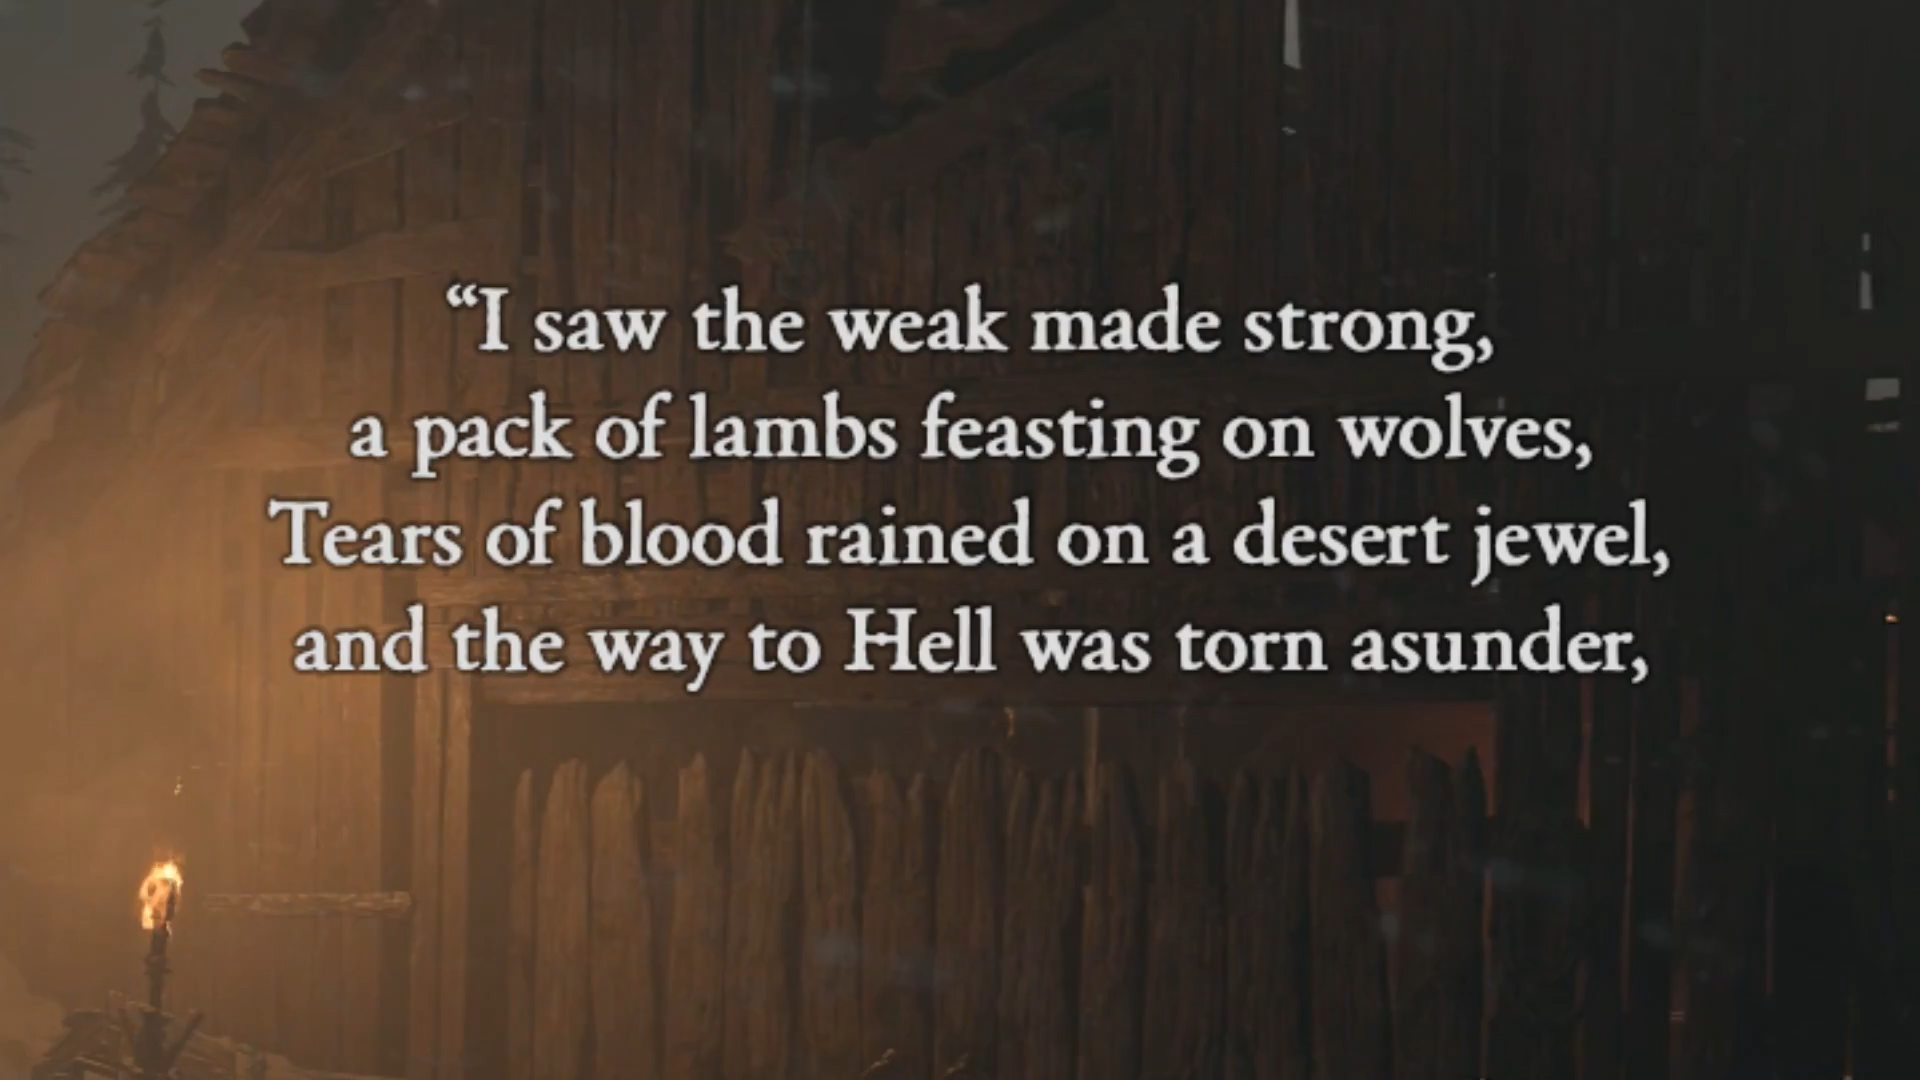 “I saw the weak made strong,
a pack of lambs feasting on wolves,
Tears of blood rained on a desert jewel,
and the way to Hell was torn asunder,